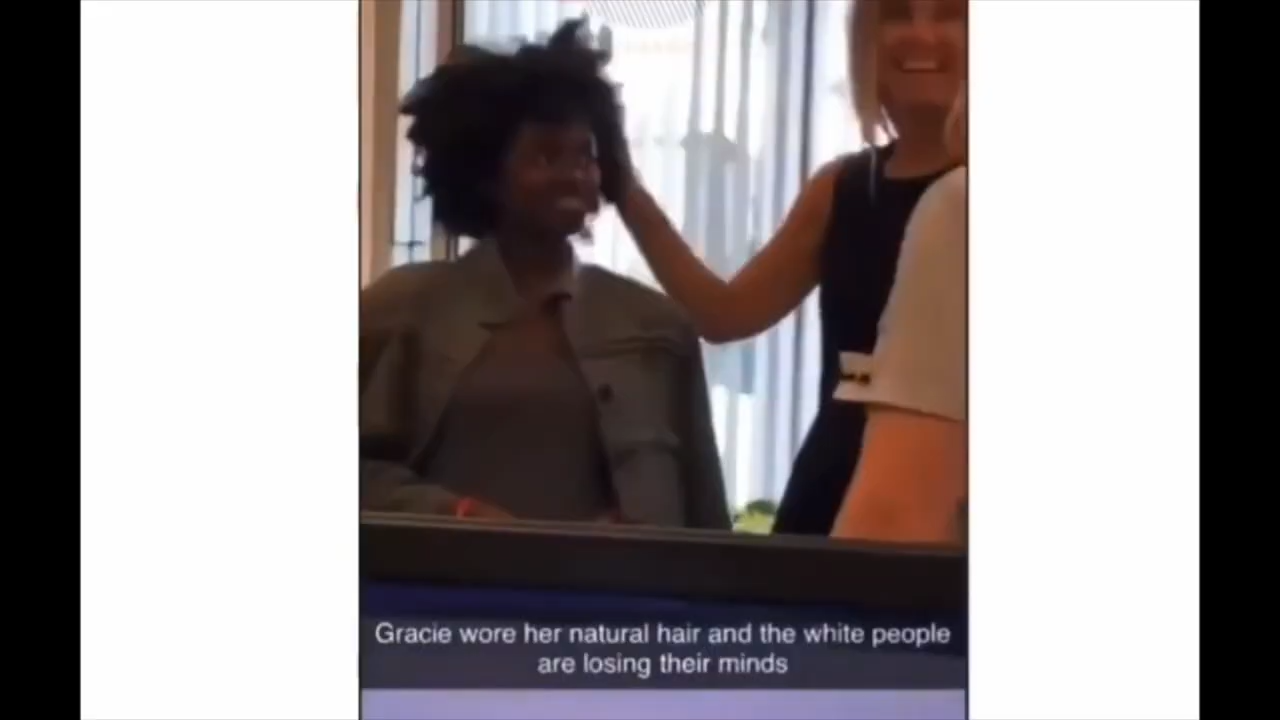 Gracie wore her natural hair and the white people
are losing their minds